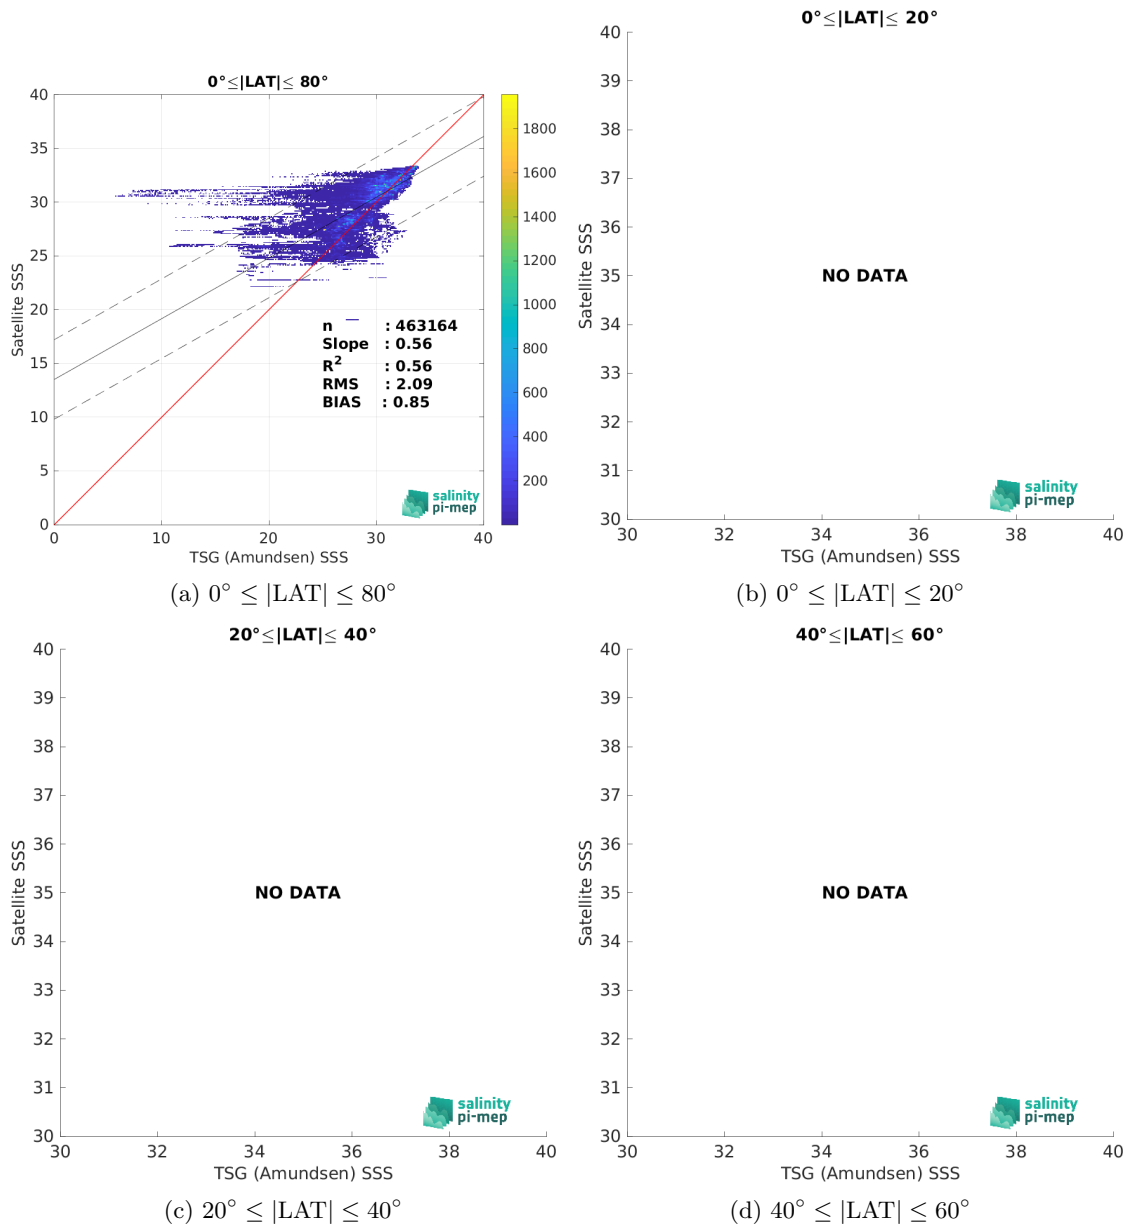 0°≤|LAT|≤ 80°
40
35
30
25
20
15
10
5
0
Satellite SSS
n : 463164
Slope : 0.56
R² : 0.56
RMS : 2.09
BIAS : 0.85
salinity
pi-mep
0 10 20 30 40
TSG (Amundsen) SSS
1800
1600
1400
1200
1000
800
600
400
200
(a) 0° ≤ |LAT| ≤ 80°
0°≤|LAT|≤ 20°
40
39
38
37
36
35
34
33
32
31
30
Satellite SSS
NO DATA
salinity
pi-mep
30 32 34 36 38 40
TSG (Amundsen) SSS
(b) 0° ≤ |LAT| ≤ 20°
20°≤|LAT|≤ 40°
40
39
38
37
36
35
34
33
32
31
30
Satellite SSS
NO DATA
salinity
pi-mep
30 32 34 36 38 40
TSG (Amundsen) SSS
(c) 20° ≤ |LAT| ≤ 40°
40°≤|LAT|≤ 60°
40
39
38
37
36
35
34
33
32
31
30
Satellite SSS
NO DATA
salinity
pi-mep
30 32 34 36 38 40
TSG (Amundsen) SSS
(d) 40° ≤ |LAT| ≤ 60°